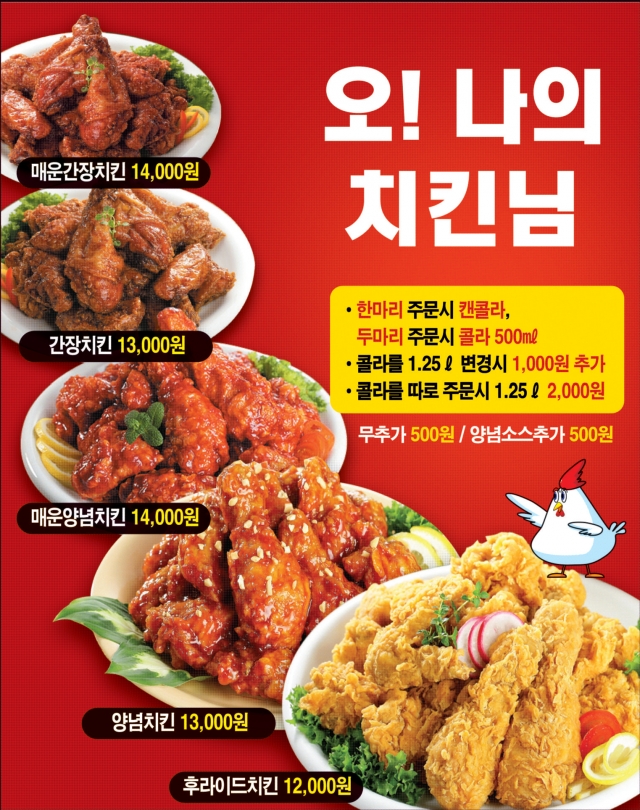 오! 나의
치킨님
매운간장치킨 14,000원
간장치킨 13,000원
• 한마리 주문시 캔콜라,
두마리 주문시 콜라 500㎖
• 콜라를 1.25ℓ 변경시 1,000원 추가
• 콜라를 따로 주문시 1.25ℓ 2,000원
무추가 500원 / 양념소스추가 500원
매운양념치킨 14,000원
양념치킨 13,000원
후라이드치킨 12,000원